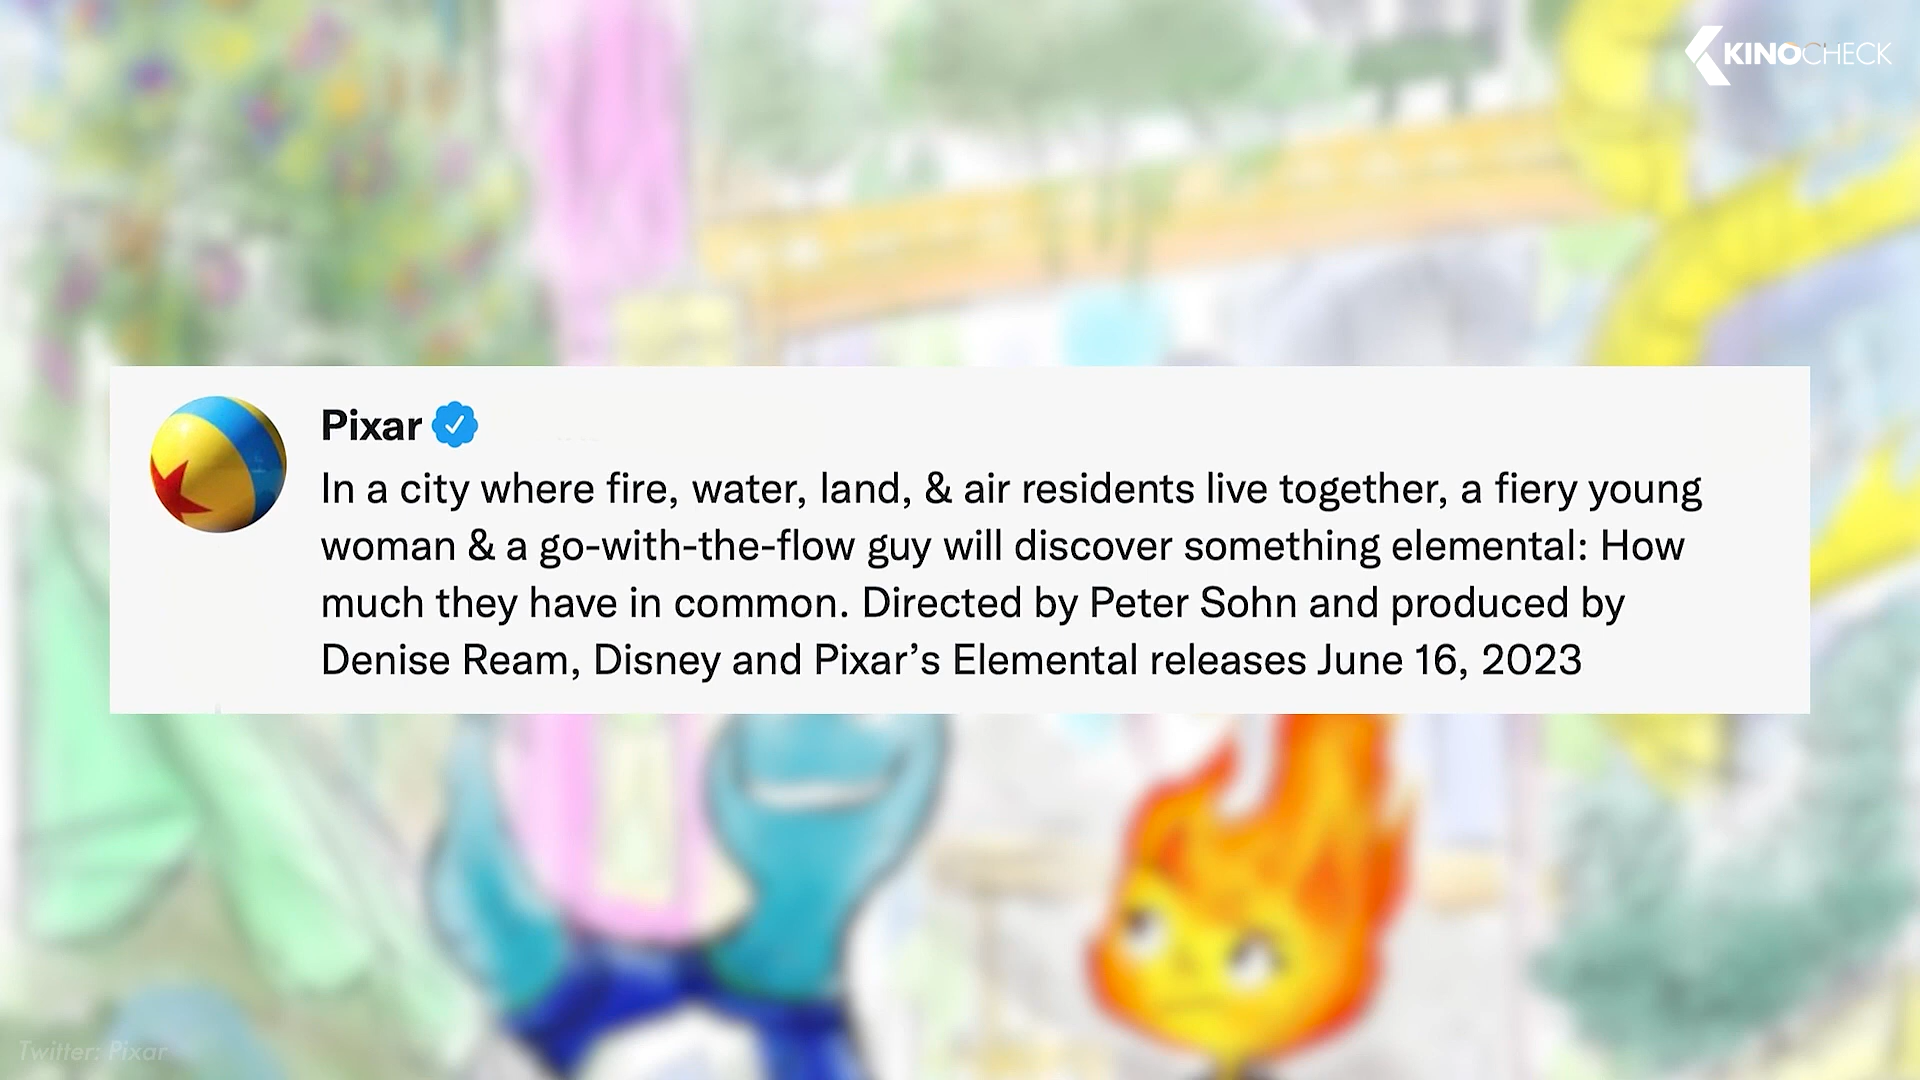 KINOCHECK
Pixar
In a city where fire, water, land, & air residents live together, a fiery young
woman & a go-with-the-flow guy will discover something elemental: How
much they have in common. Directed by Peter Sohn and produced by
Denise Ream, Disney and Pixar’s Elemental releases June 16, 2023
Twitter: Pixar